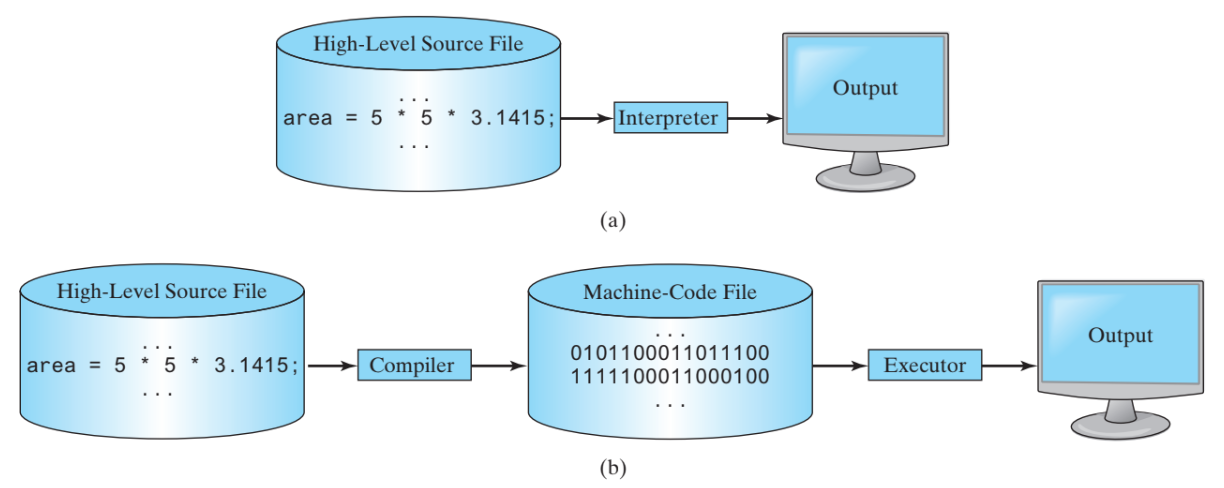 High-Level Source File
...
area = 5 * 5 * 3.1415;
...
Interpreter
Output
(a)
High-Level Source File
...
area = 5 * 5 * 3.1415;
...
Compiler
Machine-Code File
...
0101100011011100
1111100011000100
...
Executor
Output
(b)